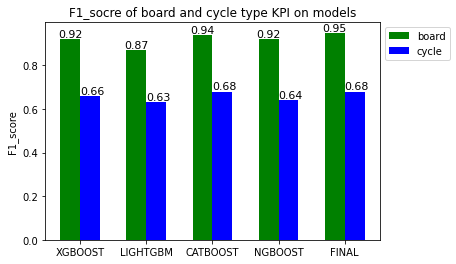 F1_socre of board and cycle type KPI on models
board
cycle
0.92
0.66
0.87
0.63
0.94
0.68
0.92
0.64
0.95
0.68
F1_score
0.8
0.6
0.4
0.2
0.0
XGBOOST
LIGHTGBM
CATBOOST
NGBOOST
FINAL